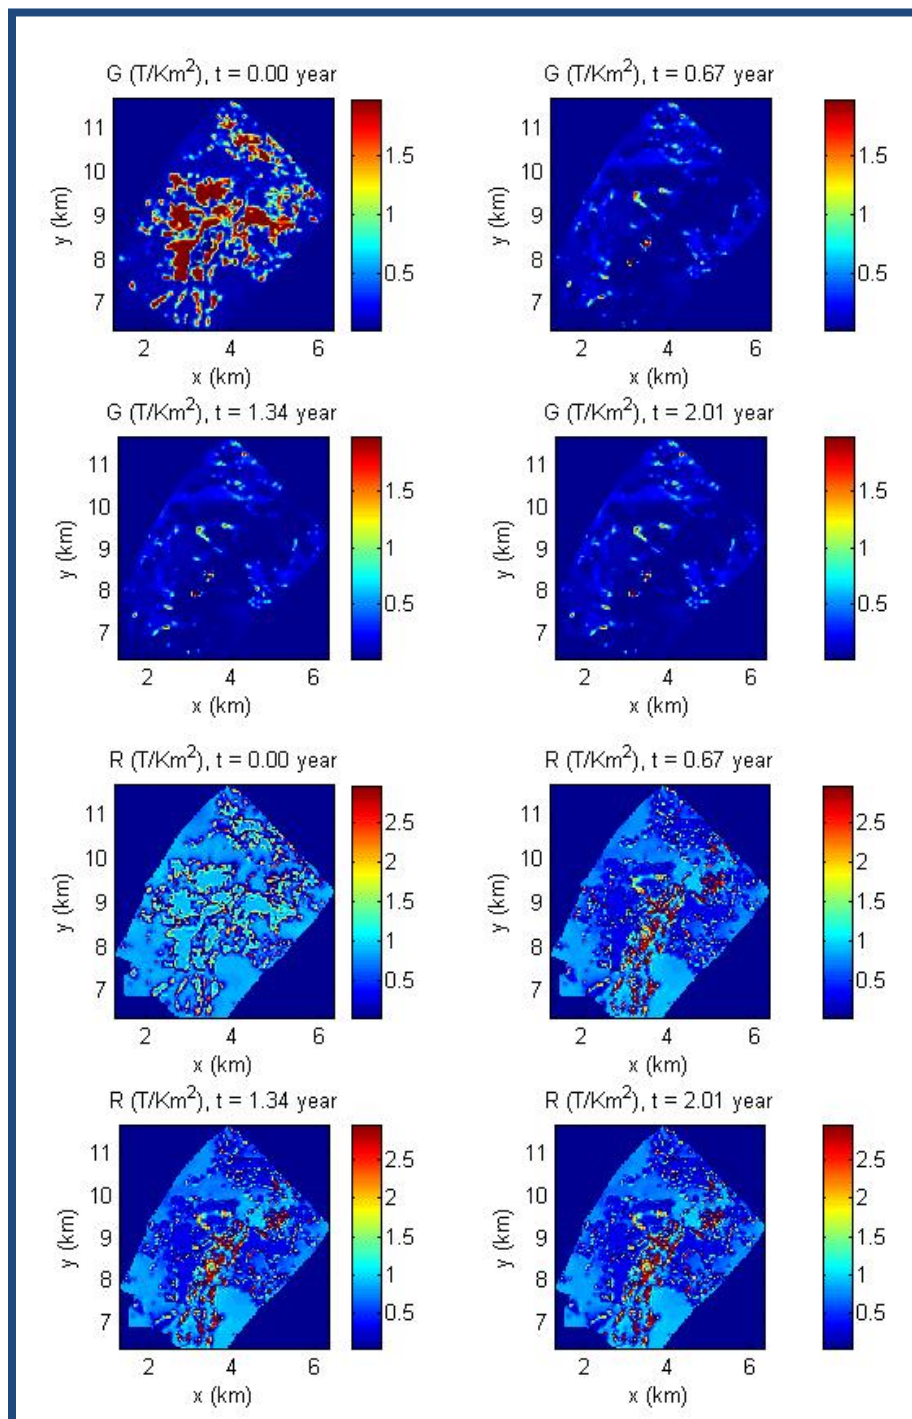 G (T/Km²), t = 0.00 year
G (T/Km²), t = 0.67 year
11
10
9
8
7
y (km)
2 4 6
x (km)
1.5
1
0.5
11
10
9
8
7
y (km)
2 4 6
x (km)
1.5
1
0.5
G (T/Km²), t = 1.34 year
G (T/Km²), t = 2.01 year
11
10
9
8
7
y (km)
2 4 6
x (km)
1.5
1
0.5
11
10
9
8
7
y (km)
2 4 6
x (km)
1.5
1
0.5
R (T/Km²), t = 0.00 year
R (T/Km²), t = 0.67 year
11
10
9
8
7
y (km)
2 4 6
x (km)
2.5
2
1.5
1
0.5
11
10
9
8
7
y (km)
2 4 6
x (km)
2.5
2
1.5
1
0.5
R (T/Km²), t = 1.34 year
R (T/Km²), t = 2.01 year
11
10
9
8
7
y (km)
2 4 6
x (km)
2.5
2
1.5
1
0.5
11
10
9
8
7
y (km)
2 4 6
x (km)
2.5
2
1.5
1
0.5